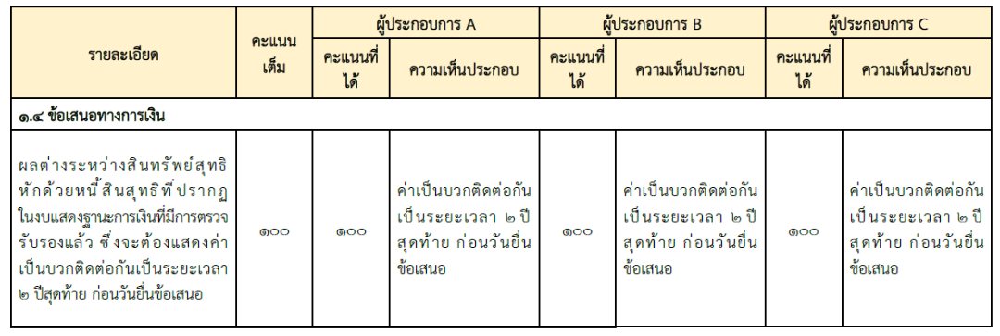 รายละเอียด
คะแนน
เต็ม
ผู้ประกอบการ A
ผู้ประกอบการ B
ผู้ประกอบการ C
คะแนนที่
ได้
ความเห็นประกอบ
คะแนนที่
ได้
ความเห็นประกอบ
คะแนนที่
ได้
ความเห็นประกอบ
๑.๔ ข้อเสนอทางการเงิน
ผลต่างระหว่างสินทรัพย์สุทธิ
หักด้วยหนี้สินสุทธิที่ปรากฏ
ในงบแสดงฐานะการเงินที่มีการตรวจ
รับรองแล้ว ซึ่งจะต้องแสดงค่า
เป็นบวกติดต่อกันเป็นระยะเวลา
๒ ปีสุดท้าย ก่อนวันยื่นข้อเสนอ
๑๐๐
๑๐๐
ค่าเป็นบวกติดต่อกัน
เป็นระยะเวลา ๒ ปี
สุดท้าย ก่อนวันยื่น
ข้อเสนอ
๑๐๐
ค่าเป็นบวกติดต่อกัน
เป็นระยะเวลา ๒ ปี
สุดท้าย ก่อนวันยื่น
ข้อเสนอ
๑๐๐
ค่าเป็นบวกติดต่อกัน
เป็นระยะเวลา ๒ ปี
สุดท้าย ก่อนวันยื่น
ข้อเสนอ